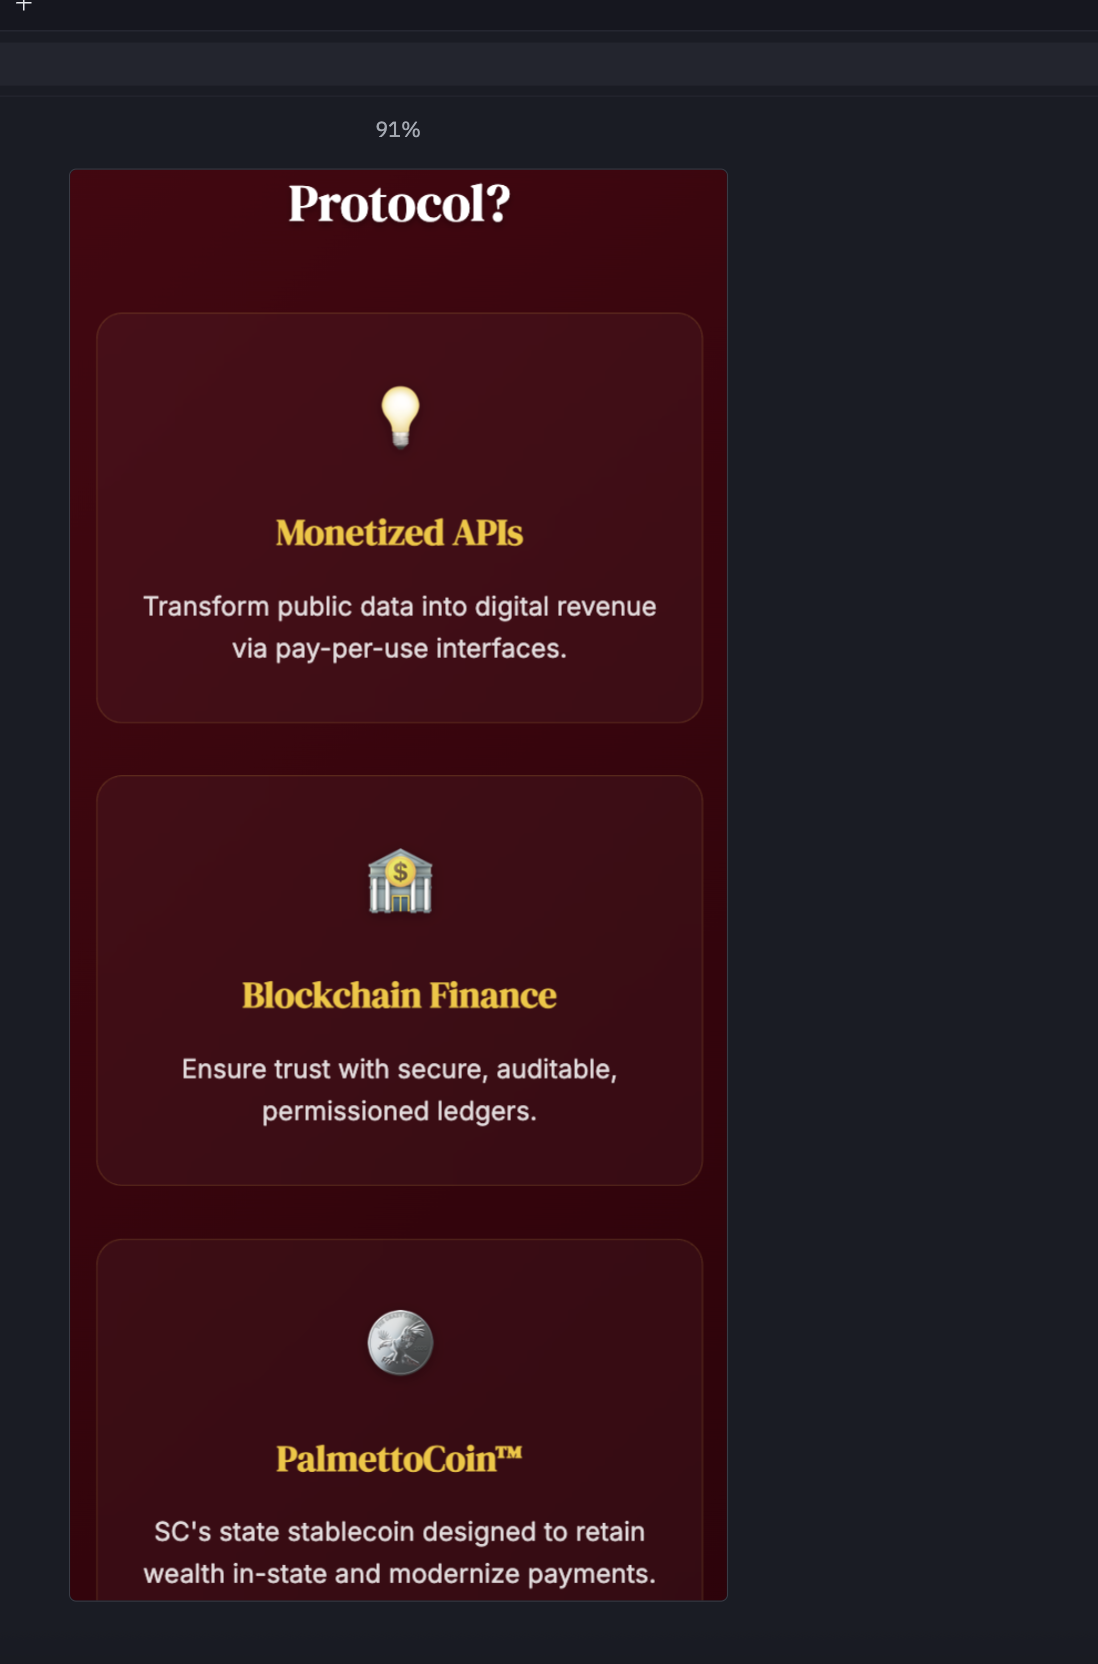 +
91%
Protocol?
Monetized APIs
Transform public data into digital revenue
via pay-per-use interfaces.
$
Blockchain Finance
Ensure trust with secure, auditable,
permissioned ledgers.
PalmettoCoin™
SC's state stablecoin designed to retain
wealth in-state and modernize payments.